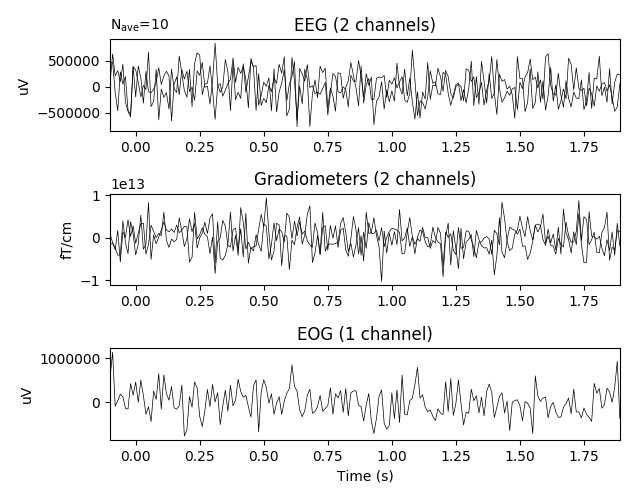 N_ave=10
EEG (2 channels)
uV
500000
0
−500000
0.00 0.25 0.50 0.75 1.00 1.25 1.50 1.75
1e13
Gradiometers (2 channels)
fT/cm
1
0
−1
0.00 0.25 0.50 0.75 1.00 1.25 1.50 1.75
EOG (1 channel)
uV
1000000
0
0.00 0.25 0.50 0.75 1.00 1.25 1.50 1.75
Time (s)